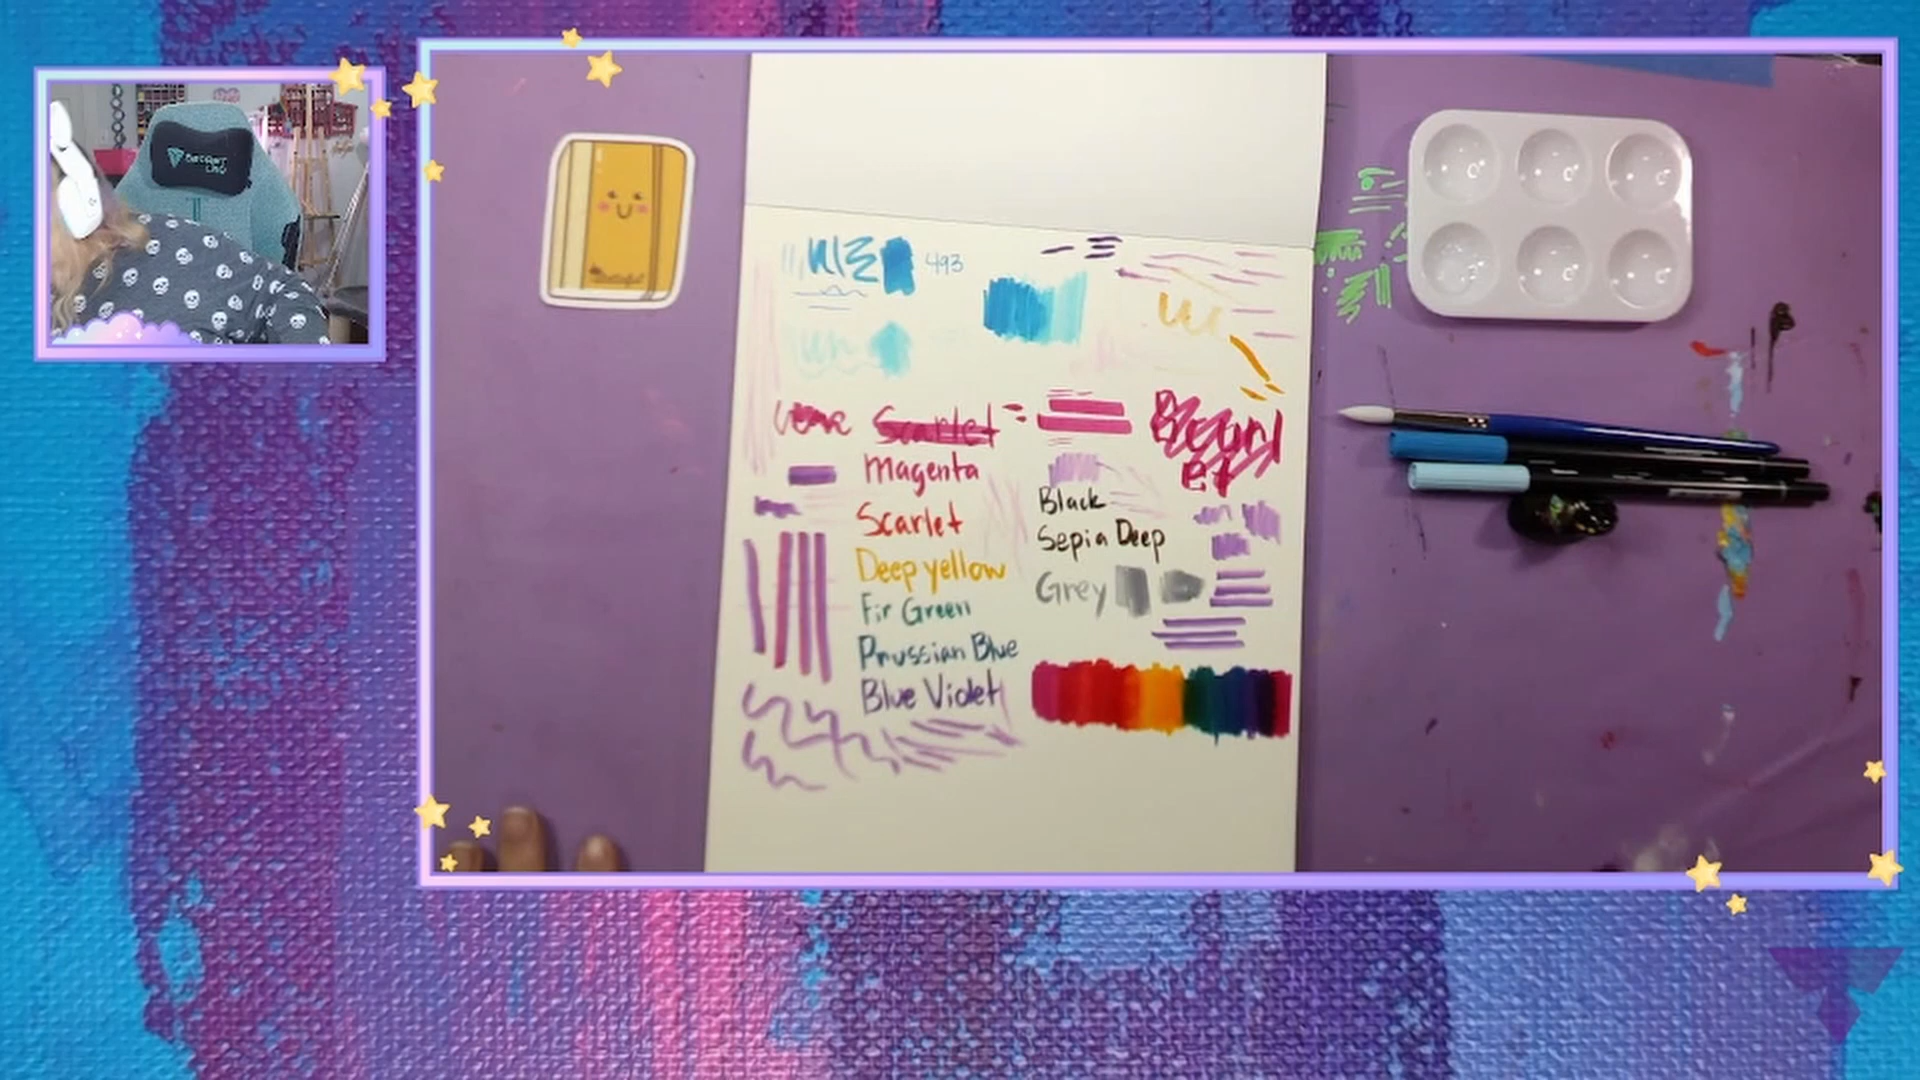 493
Scarlet
Magenta
Scarlet
Deep yellow
Fir Green
Prussian Blue
Blue Violet
Black
Sepia Deep
Grey